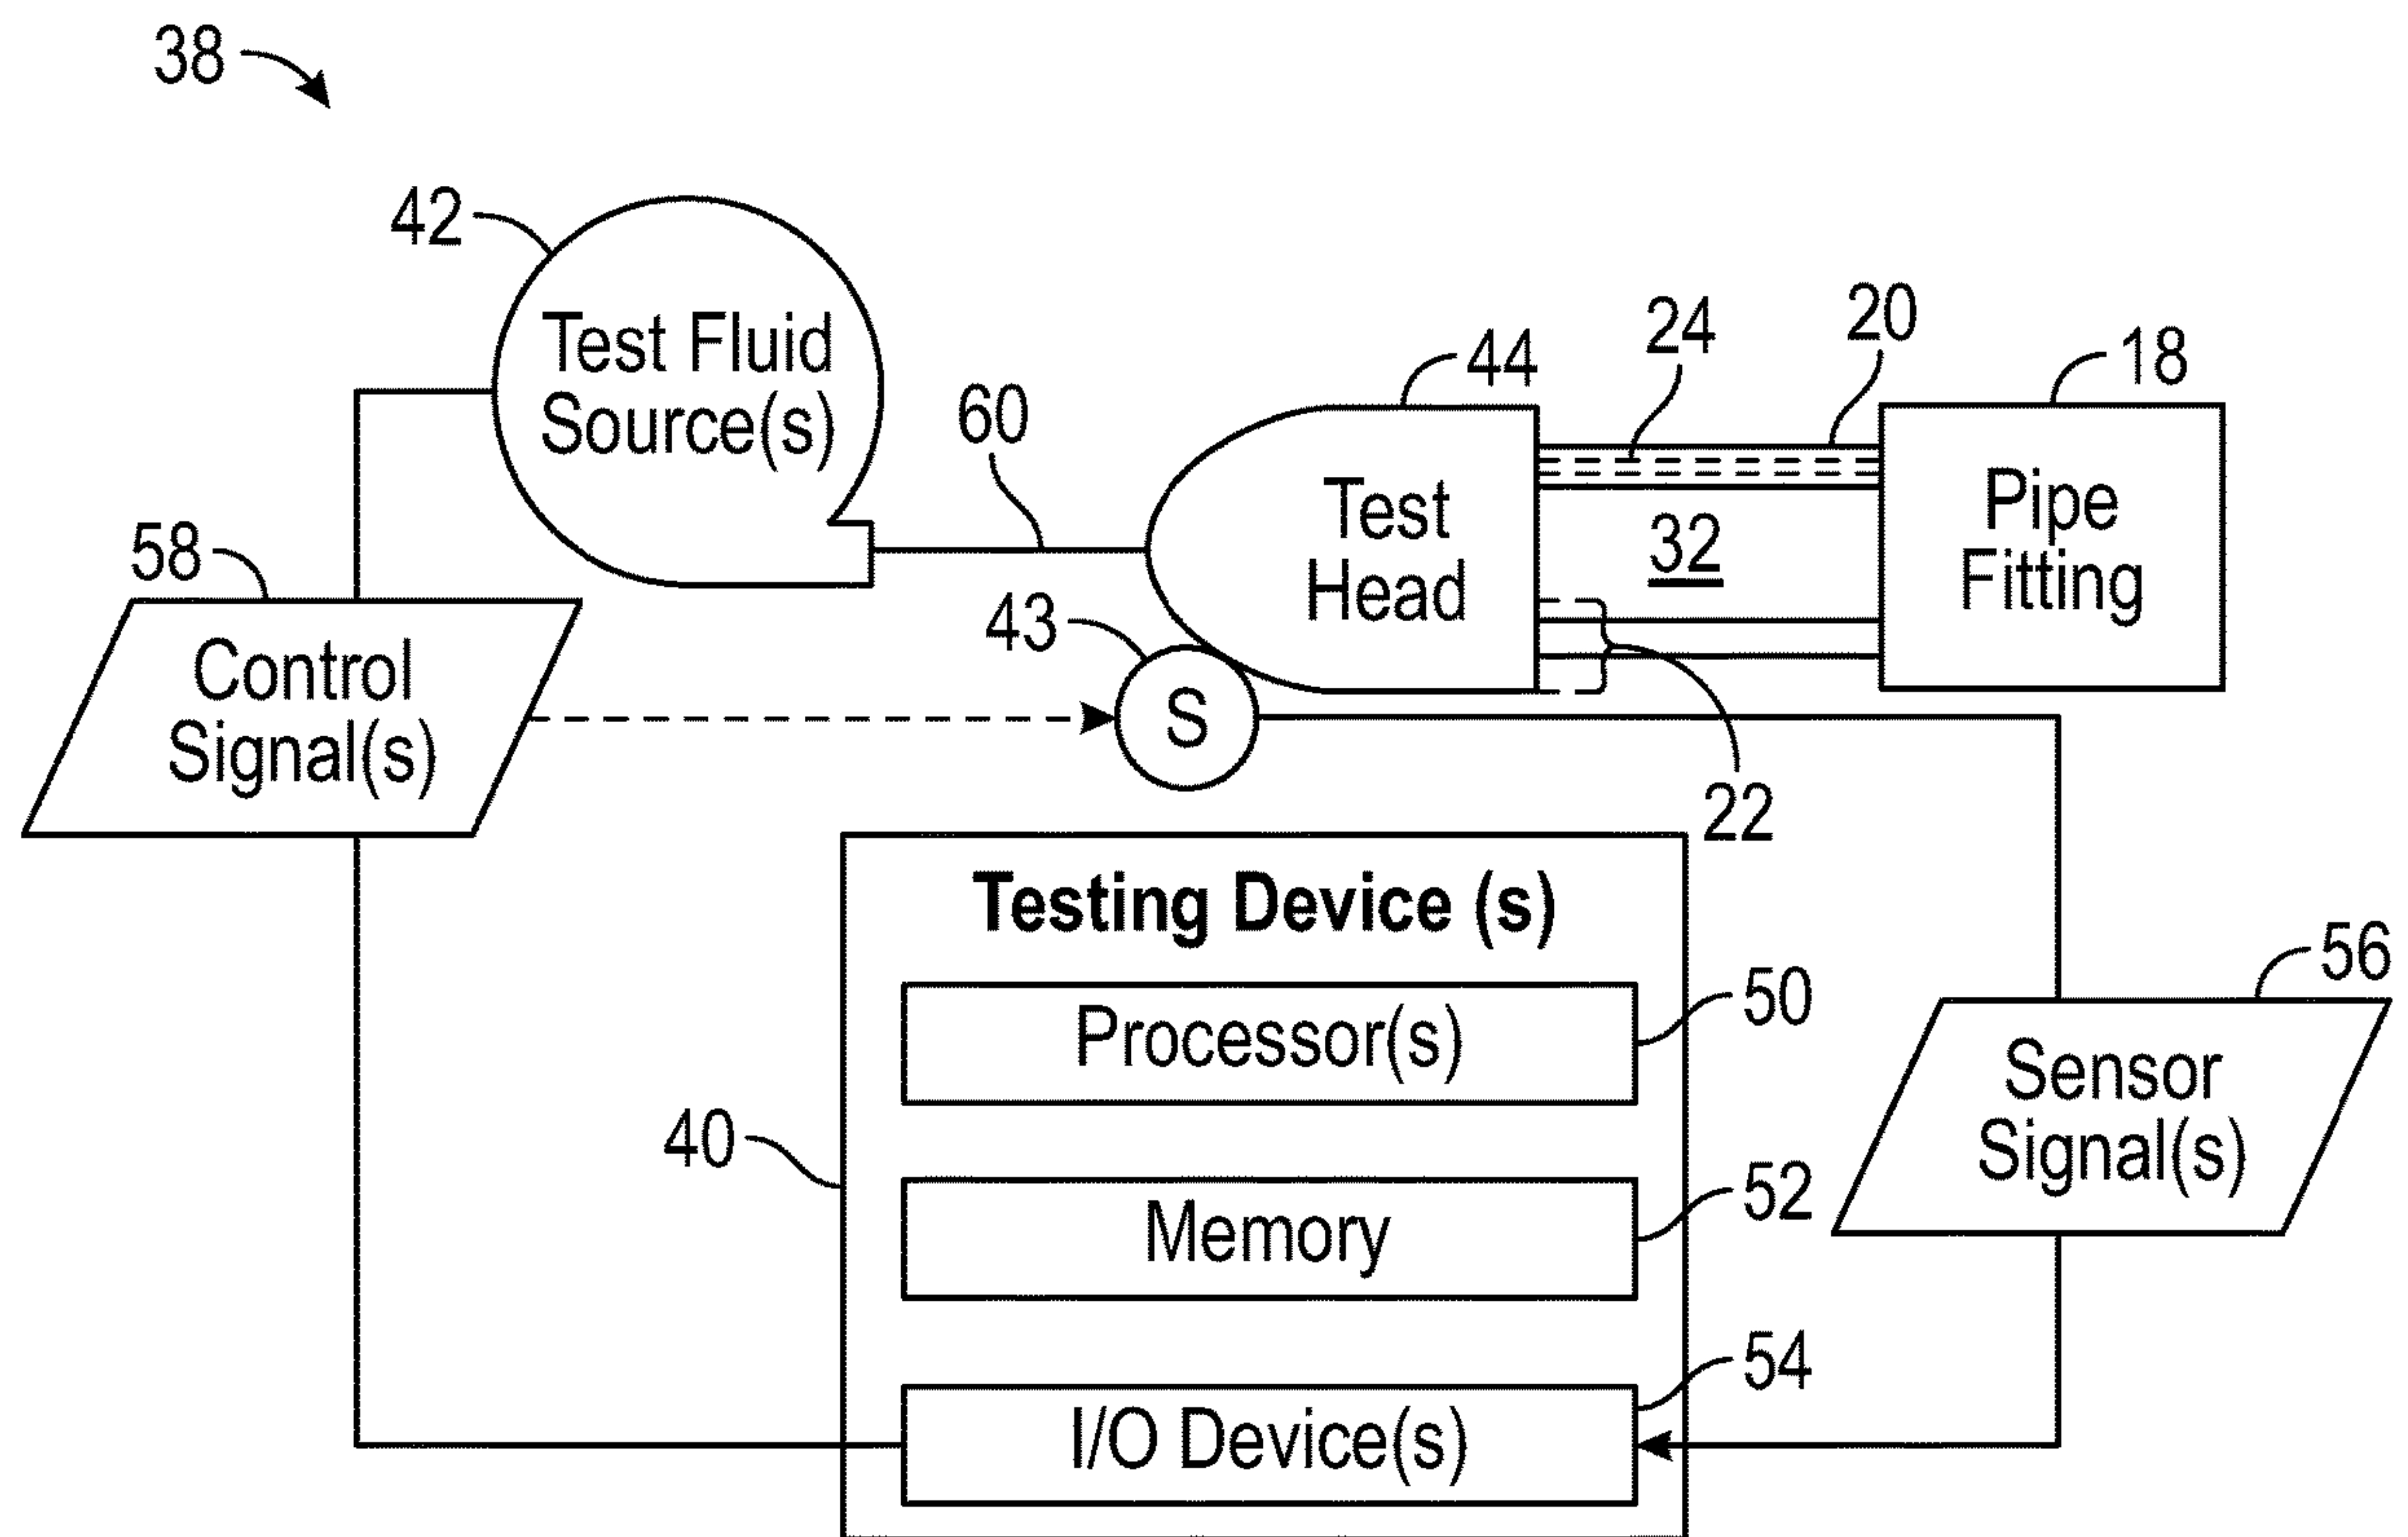 38
42
Test Fluid
Source(s)
60
44
24
20
18
Test
Head
32
Pipe
Fitting
58
Control
Signal(s)
43
S
22
Testing Device (s)
Processor(s)
50
56
Sensor
Signal(s)
40
Memory
52
I/O Device(s)
54